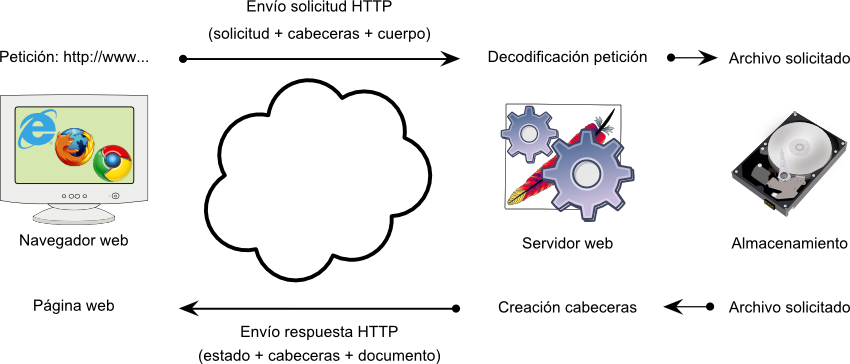 Envío solicitud HTTP
(solicitud + cabeceras + cuerpo)
Petición: http://www...
Decodificación petición
Archivo solicitado
Navegador web
Servidor web
Almacenamiento
Página web
Creación cabeceras
Archivo solicitado
Envío respuesta HTTP
(estado + cabeceras + documento)